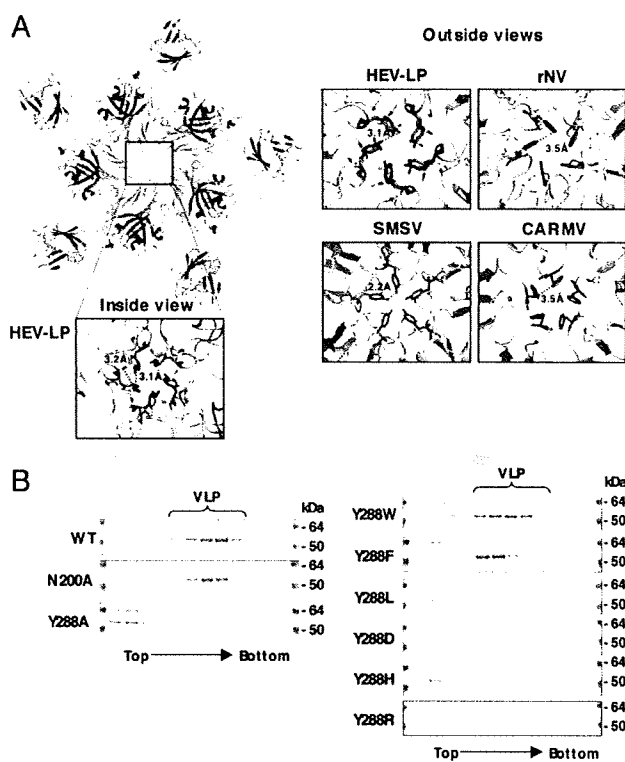 A
Outside views
HEV-LP
rNV
3.1Å
3.5Å
SMSV
CARMV
2.2Å
3.5Å
Inside view
HEV-LP
3.2Å
3.1Å
B
VLP
kDa
WT
- 64
- 50
N200A
- 64
- 50
Y288A
- 64
- 50
Top
Bottom
VLP
kDa
Y288W
- 64
- 50
Y288F
- 64
- 50
Y288L
- 64
- 50
Y288D
- 64
- 50
Y288H
- 64
- 50
Y288R
- 64
- 50
Top
Bottom